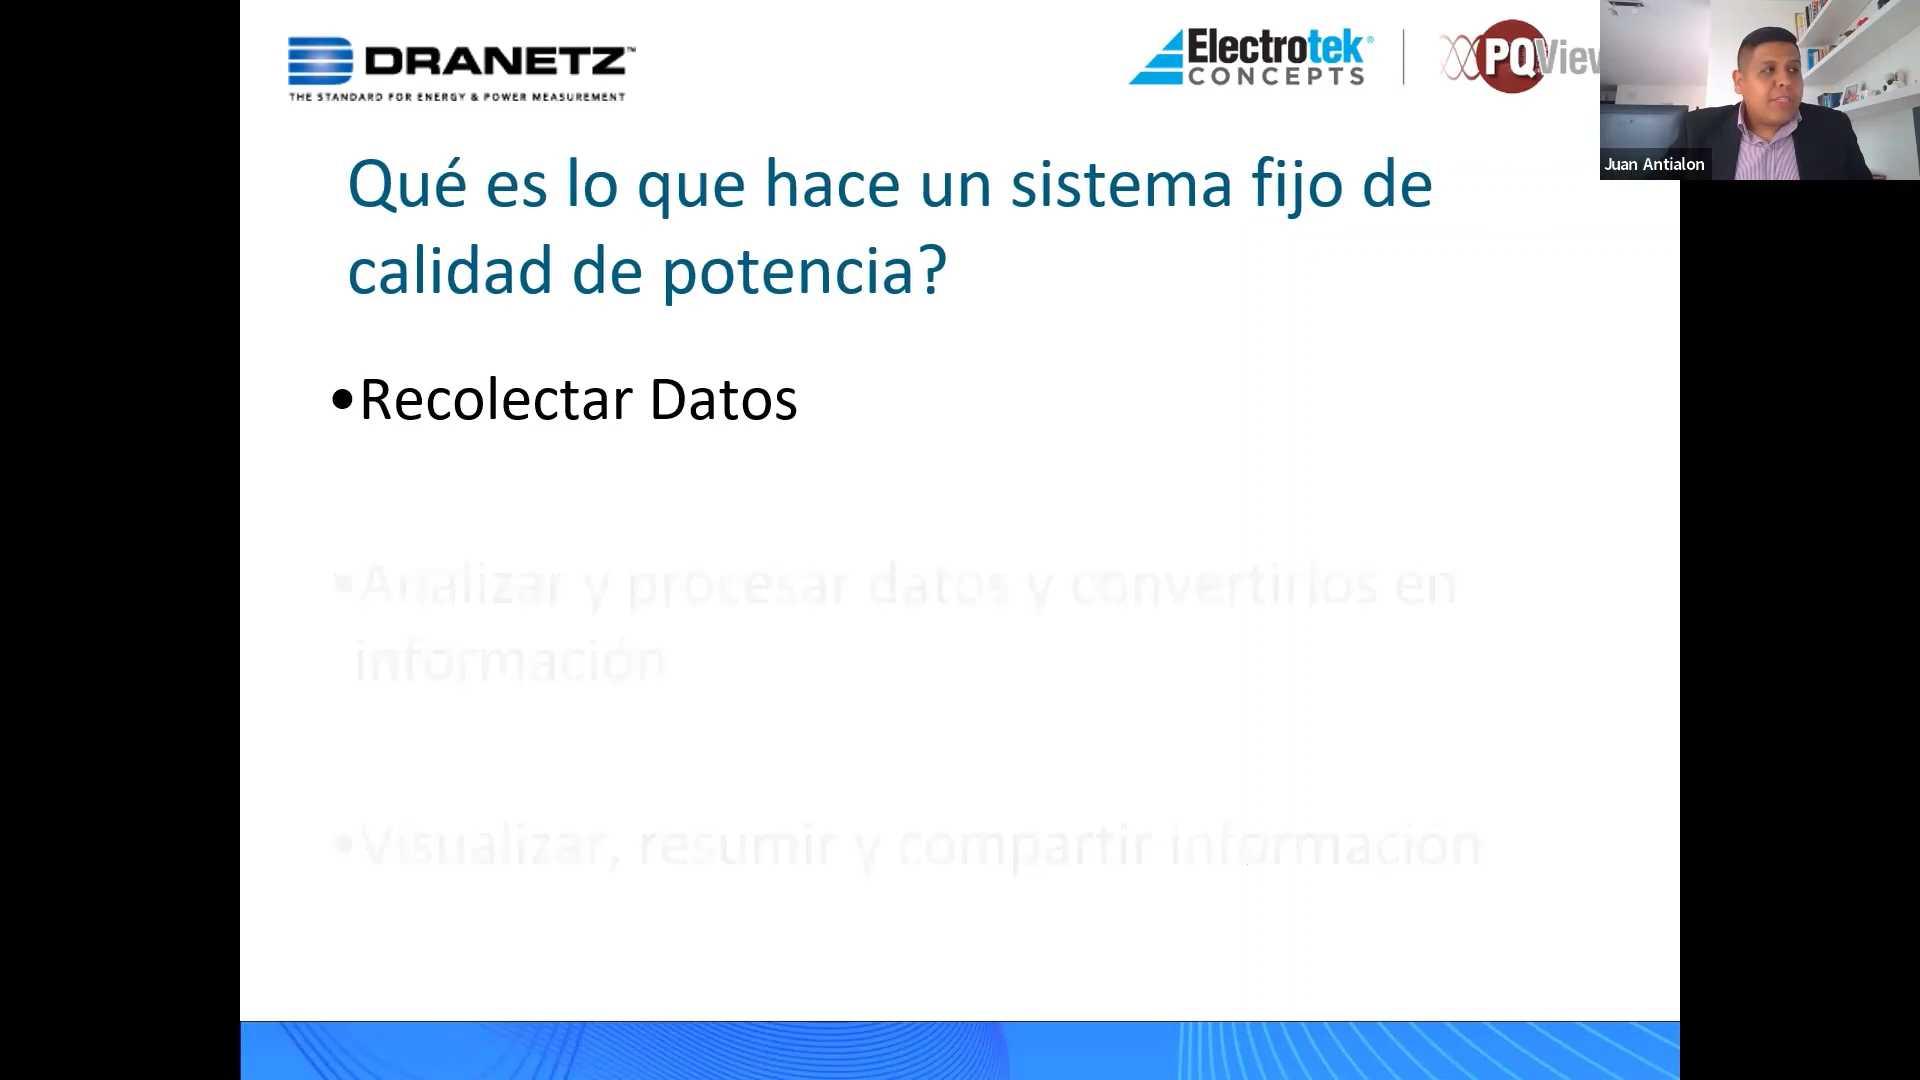 DRANETZ™
THE STANDARD FOR ENERGY & POWER MEASUREMENT
Electrotek®
CONCEPTS
PQView
Juan Antialon
Qué es lo que hace un sistema fijo de
calidad de potencia?
•Recolectar Datos
•Analizar y procesar datos y convertirlos en
información
•Visualizar, resumir y compartir información